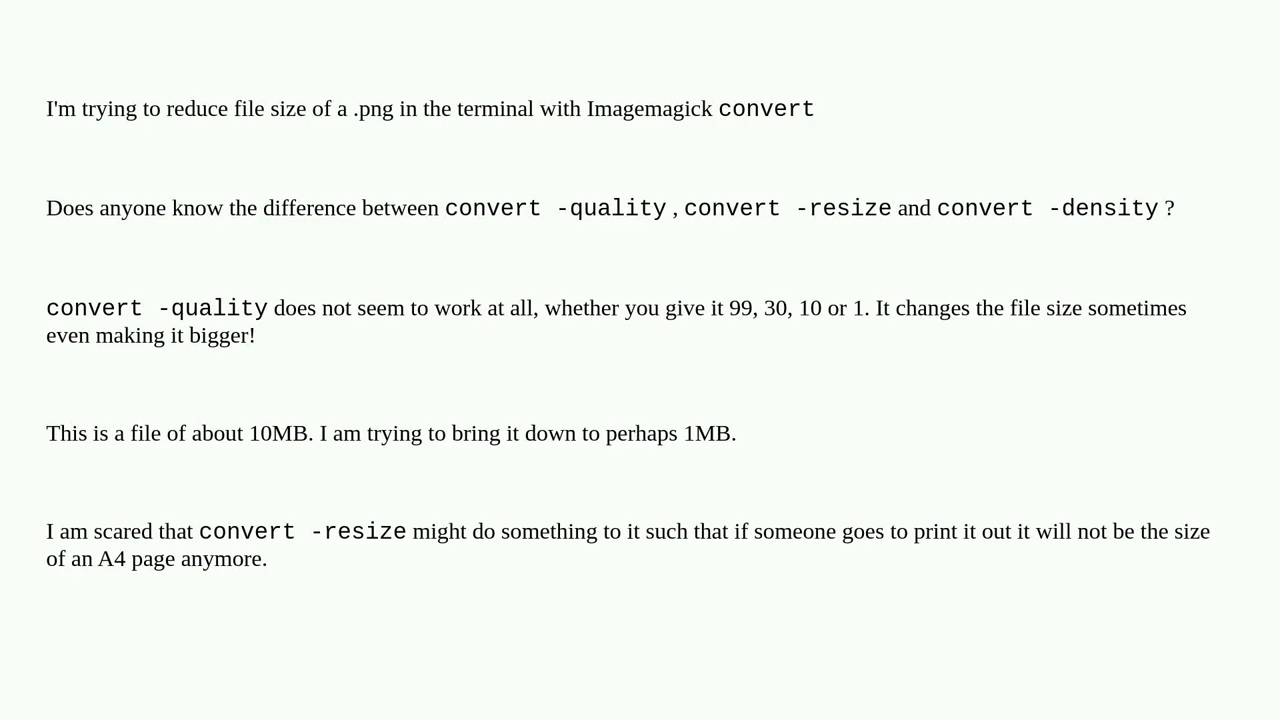 I'm trying to reduce file size of a .png in the terminal with Imagemagick convert
Does anyone know the difference between convert -quality , convert -resize and convert -density ?
convert -quality does not seem to work at all, whether you give it 99, 30, 10 or 1. It changes the file size sometimes
even making it bigger!
This is a file of about 10MB. I am trying to bring it down to perhaps 1MB.
I am scared that convert -resize might do something to it such that if someone goes to print it out it will not be the size
of an A4 page anymore.